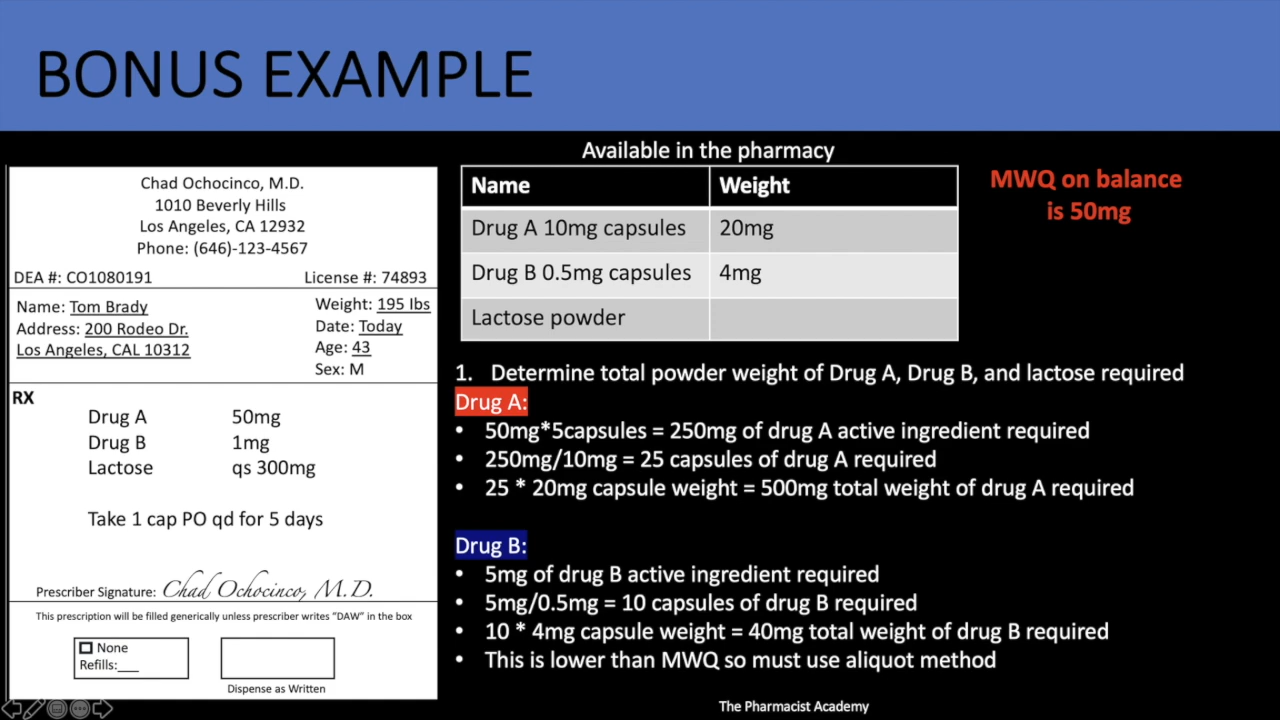 BONUS EXAMPLE
Chad Ochocinco, M.D.
1010 Beverly Hills
Los Angeles, CA 12932
Phone: (646)-123-4567
DEA #: CO1080191 License #: 74893
Name: Tom Brady
Address: 200 Rodeo Dr.
Los Angeles, CAL 10312
Weight: 195 lbs
Date: Today
Age: 43
Sex: M
RX
Drug A 50mg
Drug B 1mg
Lactose qs 300mg
Take 1 cap PO qd for 5 days
Prescriber Signature: Chad Ochocinco, M.D.
This prescription will be filled generically unless prescriber writes “DAW” in the box
None
Refills:___
Dispense as Written
Available in the pharmacy
Name Weight
Drug A 10mg capsules 20mg
Drug B 0.5mg capsules 4mg
Lactose powder
MWQ on balance
is 50mg
1. Determine total powder weight of Drug A, Drug B, and lactose required
Drug A:
• 50mg*5capsules = 250mg of drug A active ingredient required
• 250mg/10mg = 25 capsules of drug A required
• 25 * 20mg capsule weight = 500mg total weight of drug A required
Drug B:
• 5mg of drug B active ingredient required
• 5mg/0.5mg = 10 capsules of drug B required
• 10 * 4mg capsule weight = 40mg total weight of drug B required
• This is lower than MWQ so must use aliquot method
The Pharmacist Academy